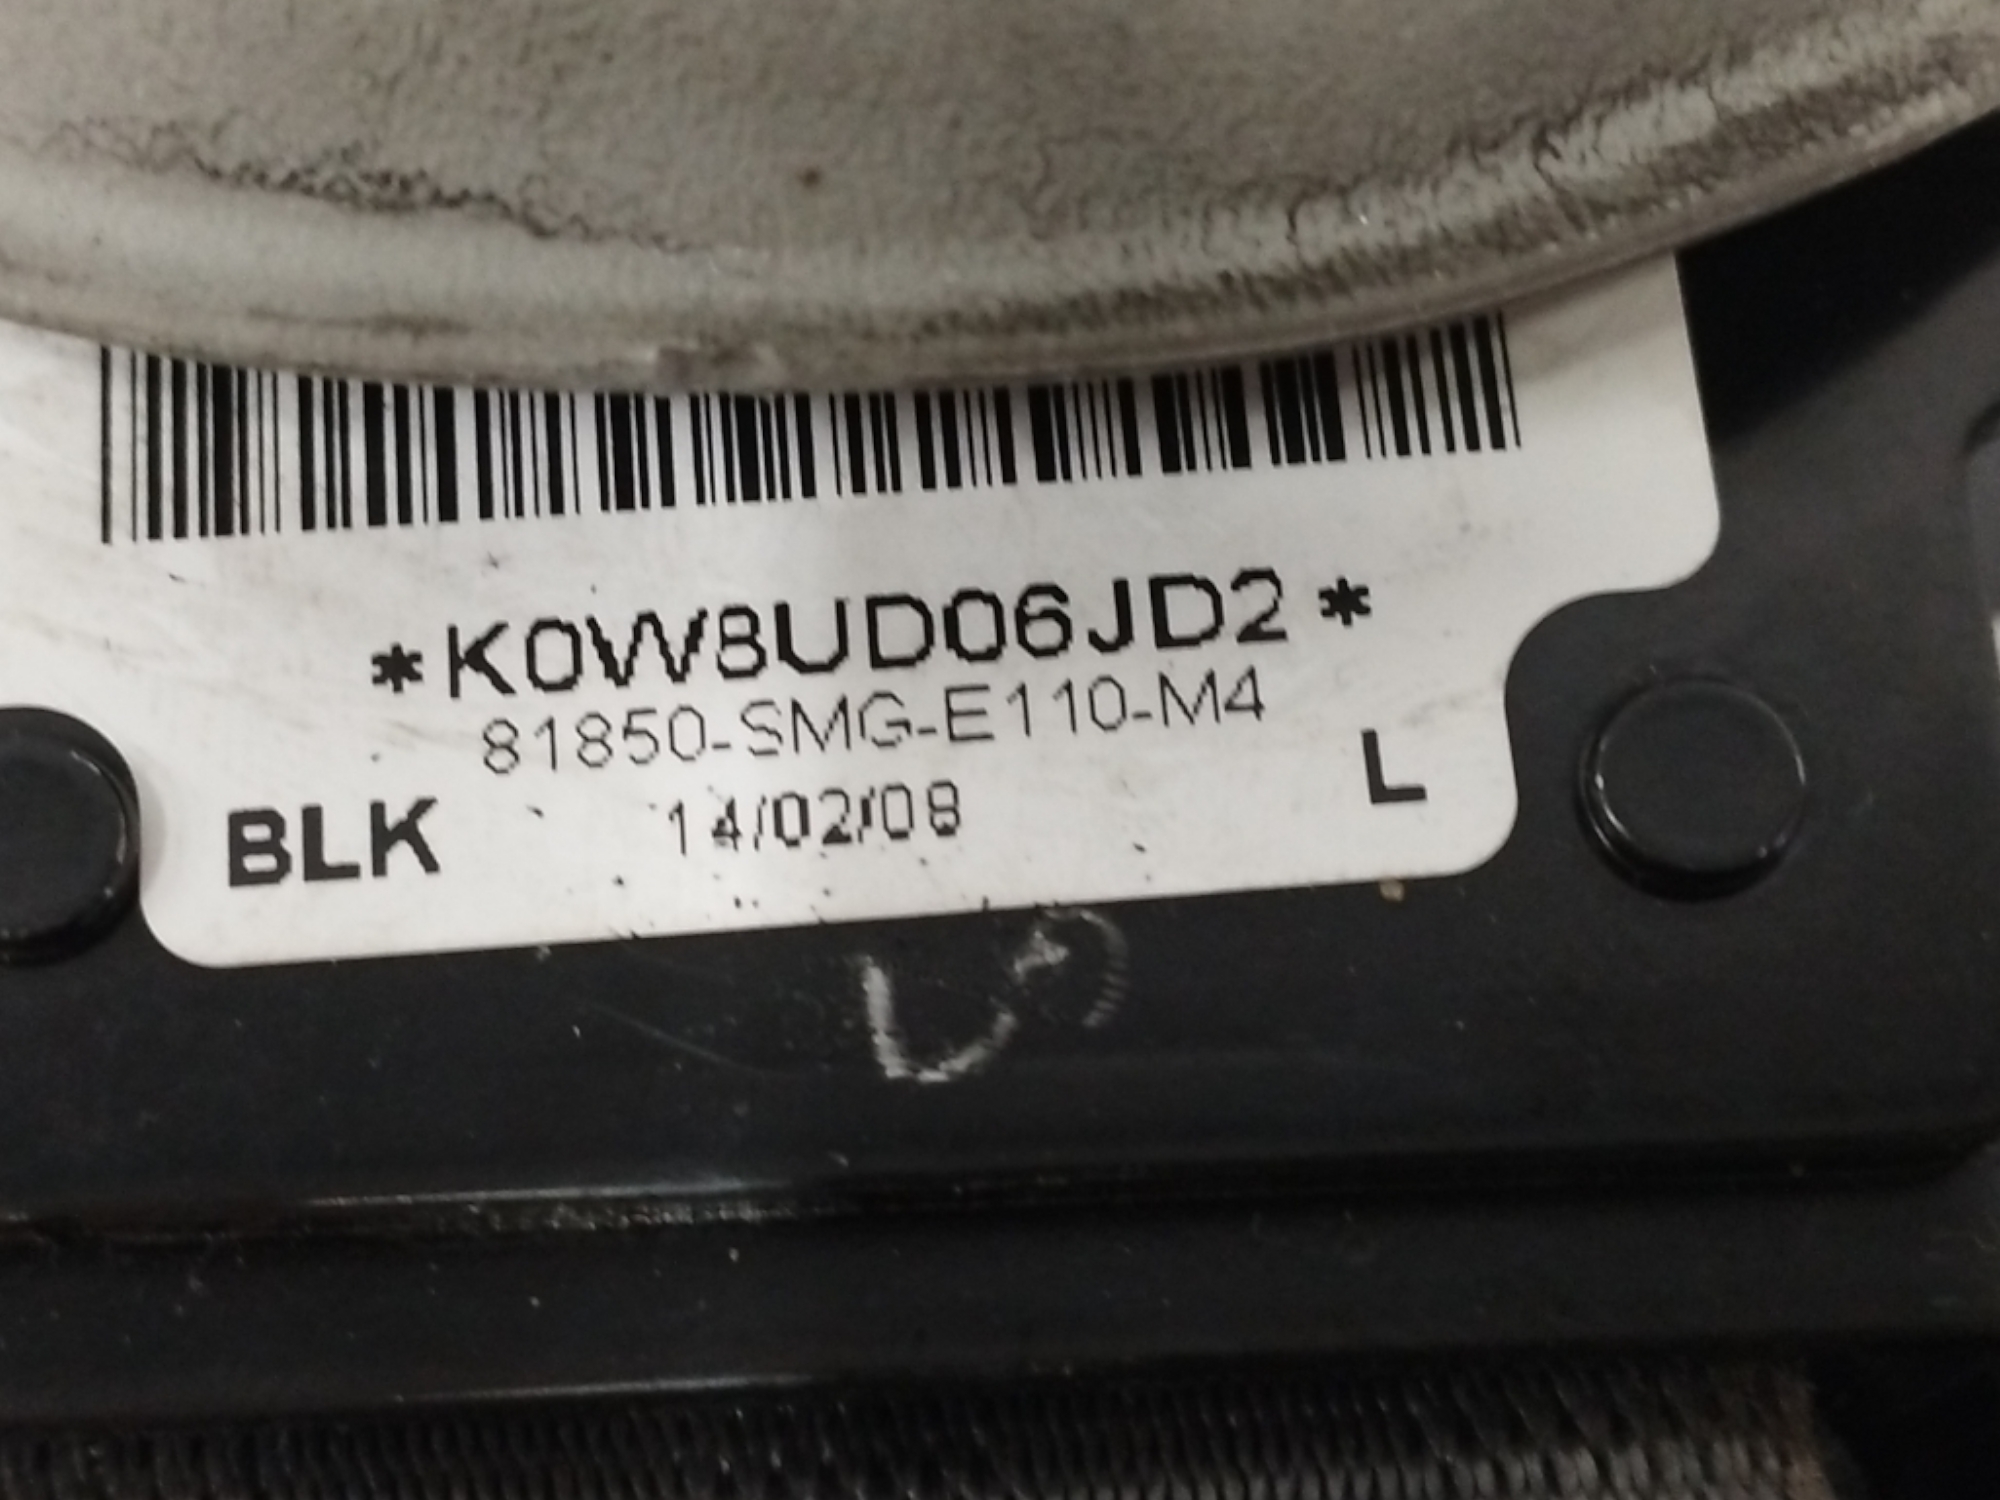 *K0W8UD06JD2*
81850-SMG-E110-M4
BLK 14/02/08 L